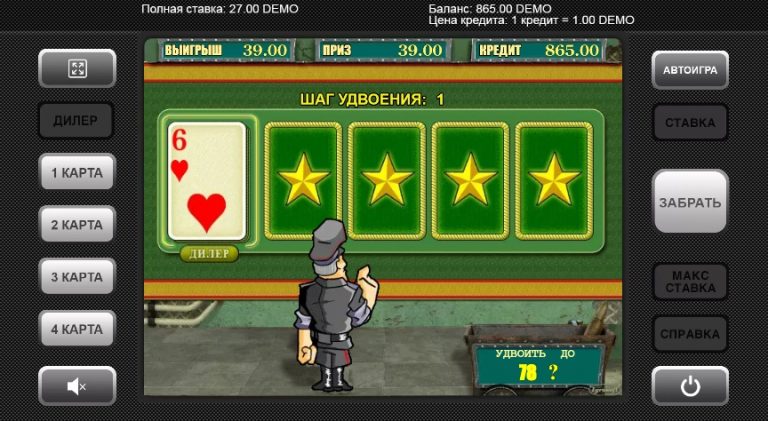 Полная ставка: 27.00 DEMO
Баланс: 865.00 DEMO
Цена кредита: 1 кредит = 1.00 DEMO
ВЫИГРЫШ 39.00 ПРИЗ 39.00 КРЕДИТ 865.00
ШАГ УДВОЕНИЯ: 1
6
ДИЛЕР
УДВОИТЬ ДО
78 ?
ДИЛЕР
1 КАРТА
2 КАРТА
3 КАРТА
4 КАРТА
АВТОИГРА
СТАВКА
ЗАБРАТЬ
МАКС
СТАВКА
СПРАВКА